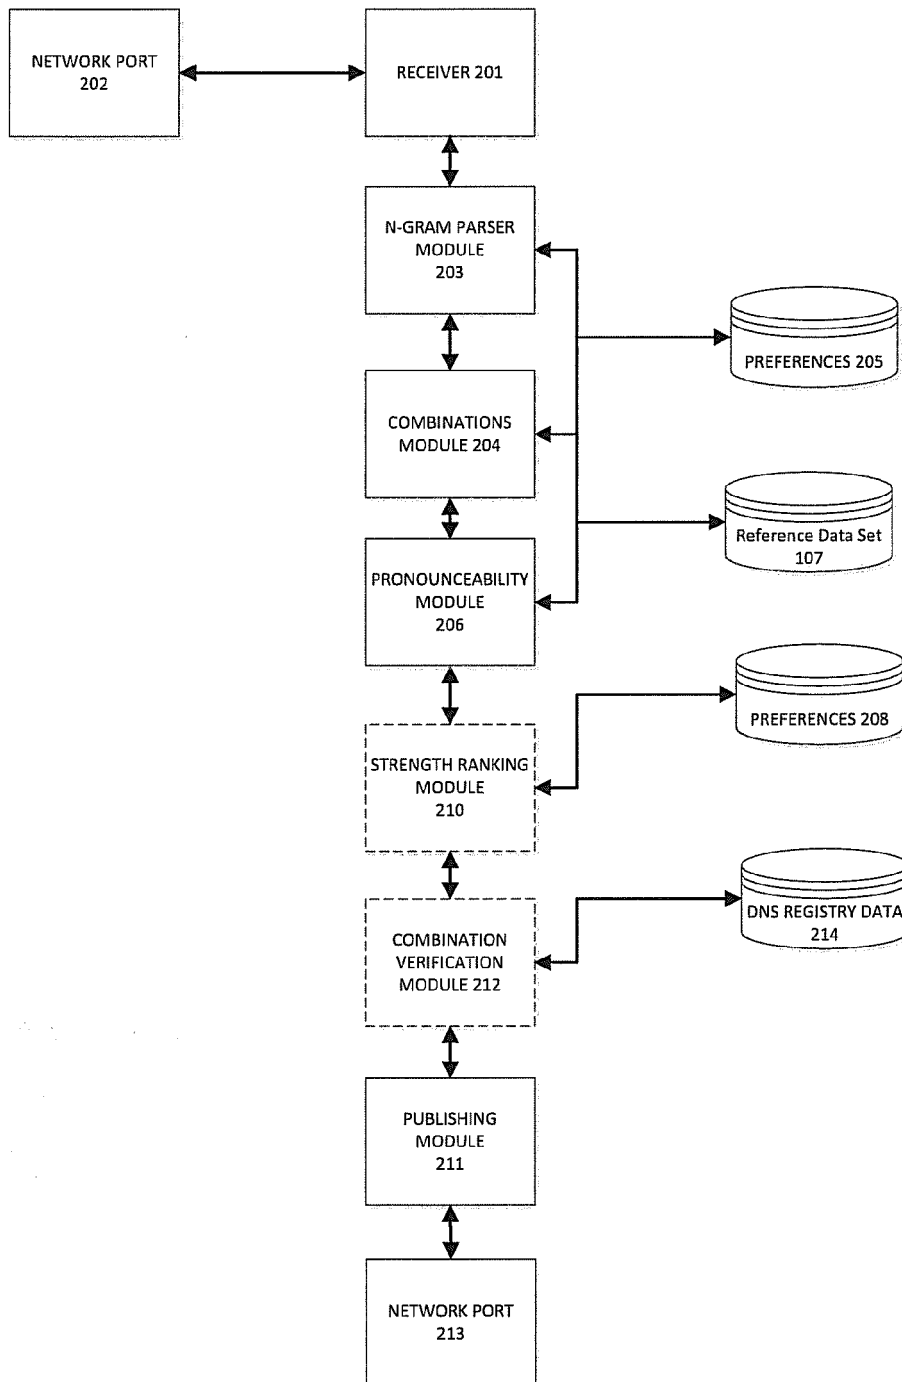 NETWORK PORT
202
RECEIVER 201
N-GRAM PARSER
MODULE
203
PREFERENCES 205
COMBINATIONS
MODULE 204
Reference Data Set
107
PRONOUNCEABILITY
MODULE
206
PREFERENCES 208
STRENGTH RANKING
MODULE
210
DNS REGISTRY DATA
214
COMBINATION
VERIFICATION
MODULE 212
PUBLISHING
MODULE
211
NETWORK PORT
213